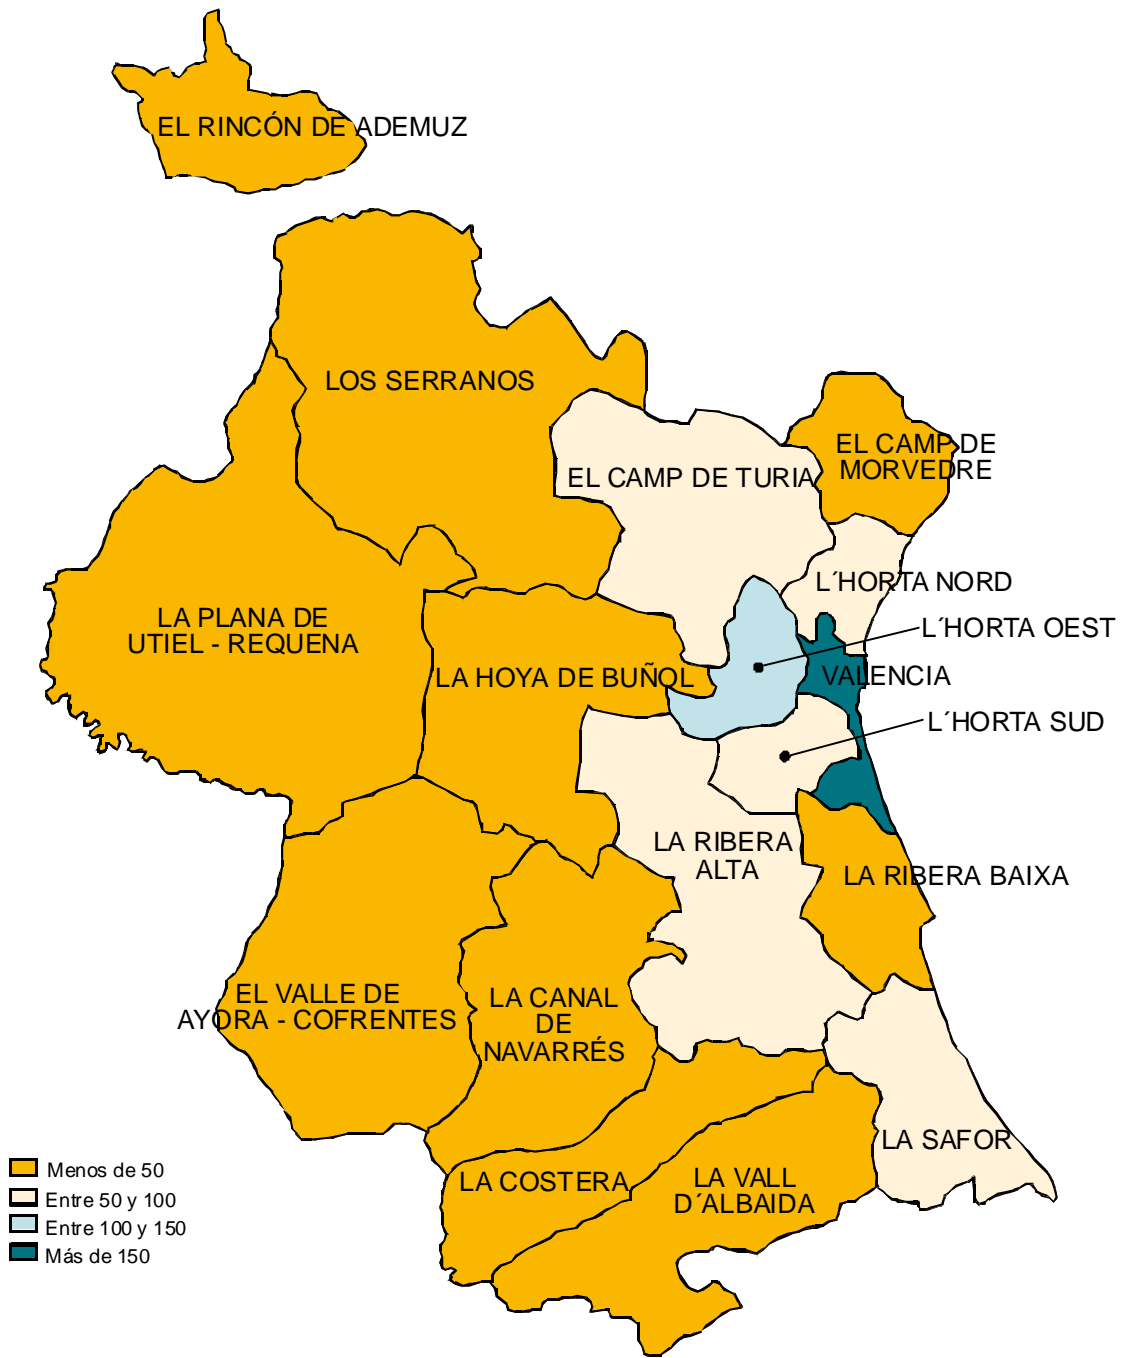 EL RINCÓN DE ADEMUZ
LOS SERRANOS
EL CAMP DE
MORVEDRE
EL CAMP DE TURIA
L´HORTA NORD
LA PLANA DE
UTIEL - REQUENA
L´HORTA OEST
LA HOYA DE BUÑOL
VALENCIA
L´HORTA SUD
LA RIBERA
ALTA
LA RIBERA BAIXA
EL VALLE DE
AYORA - COFRENTES
LA CANAL
DE
NAVARRÉS
LA SAFOR
LA COSTERA
LA VALL
D´ALBAIDA
Menos de 50
Entre 50 y 100
Entre 100 y 150
Más de 150